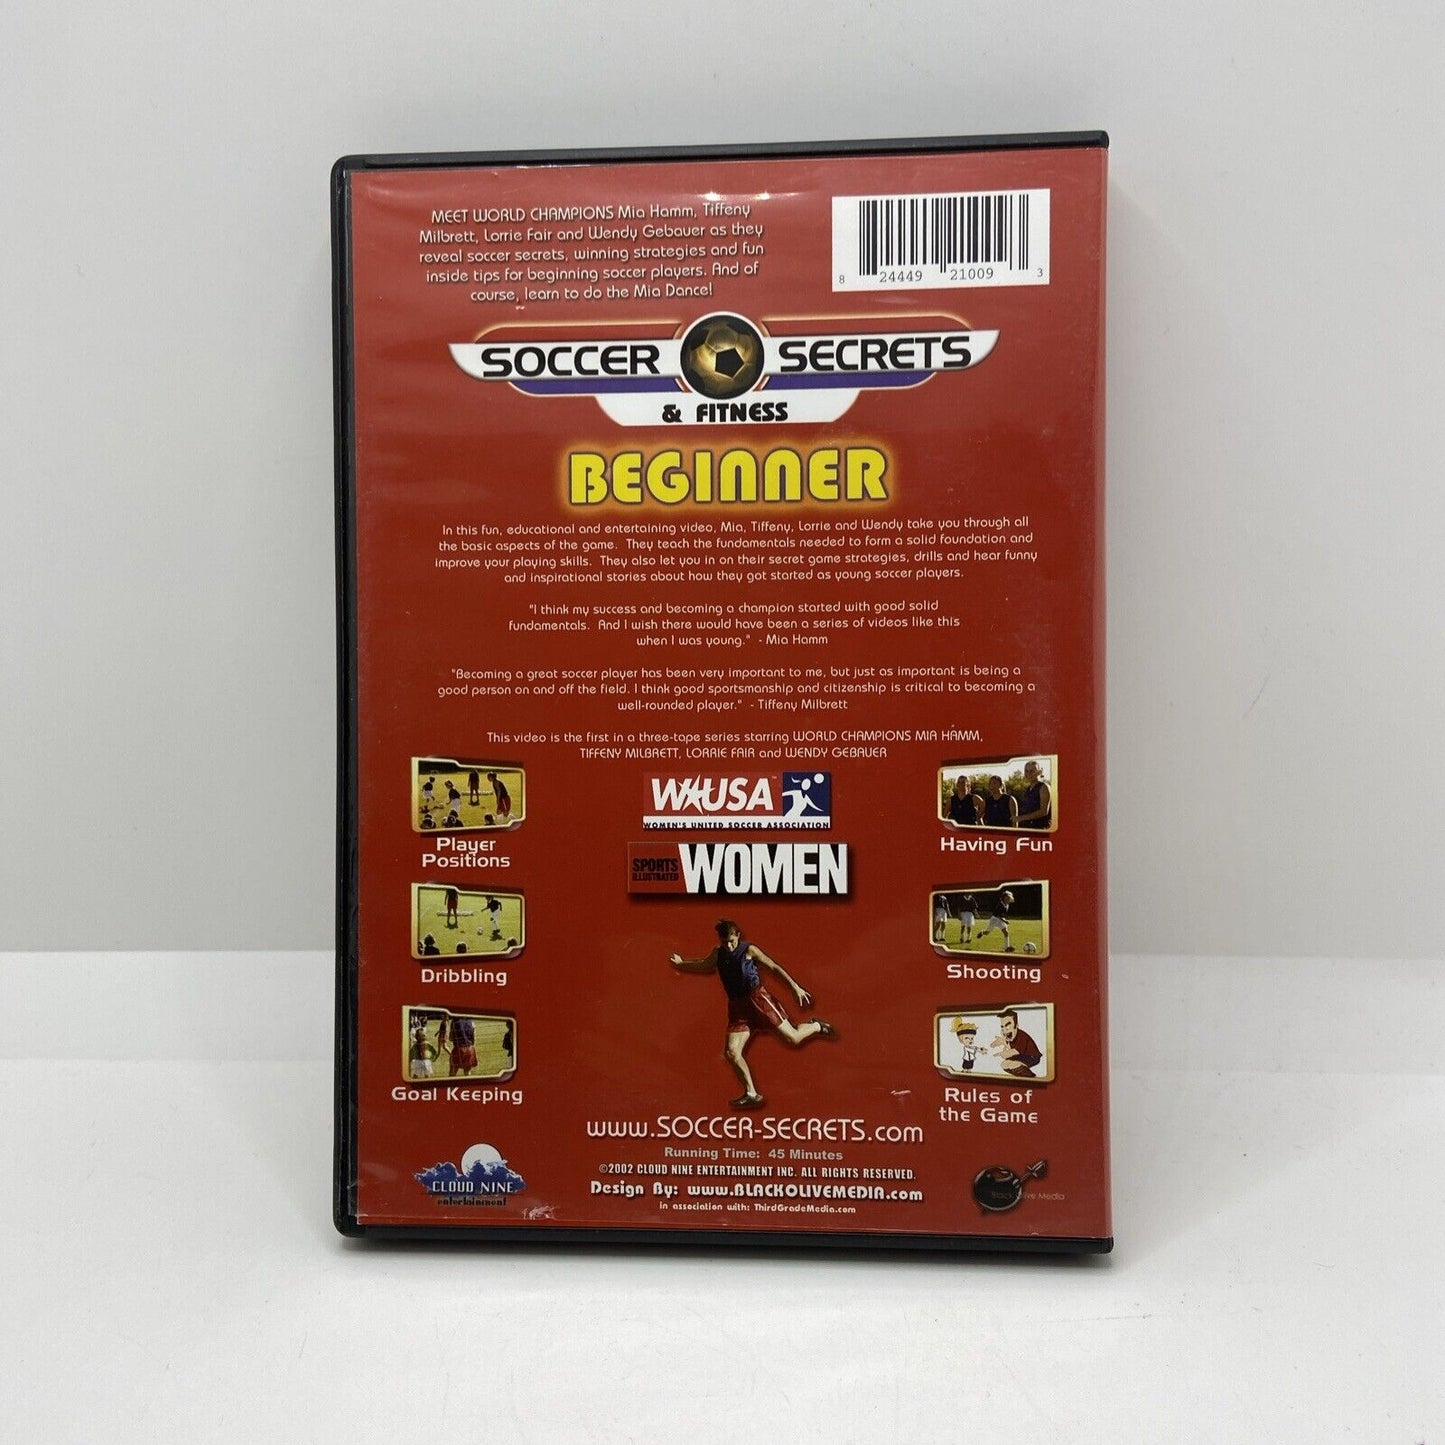 MEET WORLD CHAMPIONS Mia Hamm, Tiffeny
Milbrett, Lorrie Fair and Wendy Gebauer as they
reveal soccer secrets, winning strategies and fun
inside tips for beginning soccer players. And of
course, learn to do the Mia Dance!
8 24449 21009 3
SOCCER SECRETS
& FITNESS
BEGINNER
In this fun, educational and entertaining video, Mia, Tiffeny, Lorrie and Wendy take you through all
the basic aspects of the game. They teach the fundamentals needed to form a solid foundation and
improve your playing skills. They also let you in on their secret game strategies, drills and hear funny
and inspirational stories about how they got started as young soccer players.
"I think my success and becoming a champion started with good solid
fundamentals. And I wish there would have been a series of videos like this
when I was young." - Mia Hamm
"Becoming a great soccer player has been very important to me, but just as important is being a
good person on and off the field. I think good sportsmanship and citizenship is critical to becoming a
well-rounded player." - Tiffeny Milbrett
This video is the first in a three-tape series starring WORLD CHAMPIONS MIA HAMM,
TIFFENY MILBRETT, LORRIE FAIR and WENDY GEBAUER
WUSA™
WOMEN'S UNITED SOCCER ASSOCIATION
SPORTS
ILLUSTRATED
WOMEN
Player
Positions
Dribbling
Goal Keeping
Having Fun
Shooting
Rules of
the Game
www.SOCCER-SECRETS.com
Running Time: 45 Minutes
©2002 CLOUD NINE ENTERTAINMENT INC. ALL RIGHTS RESERVED.
Design By: www.BLACKOLIVEMEDIA.com
in association with: ThirdGradeMedia.com
CLOUD NINE
entertainment
Black Olive Media